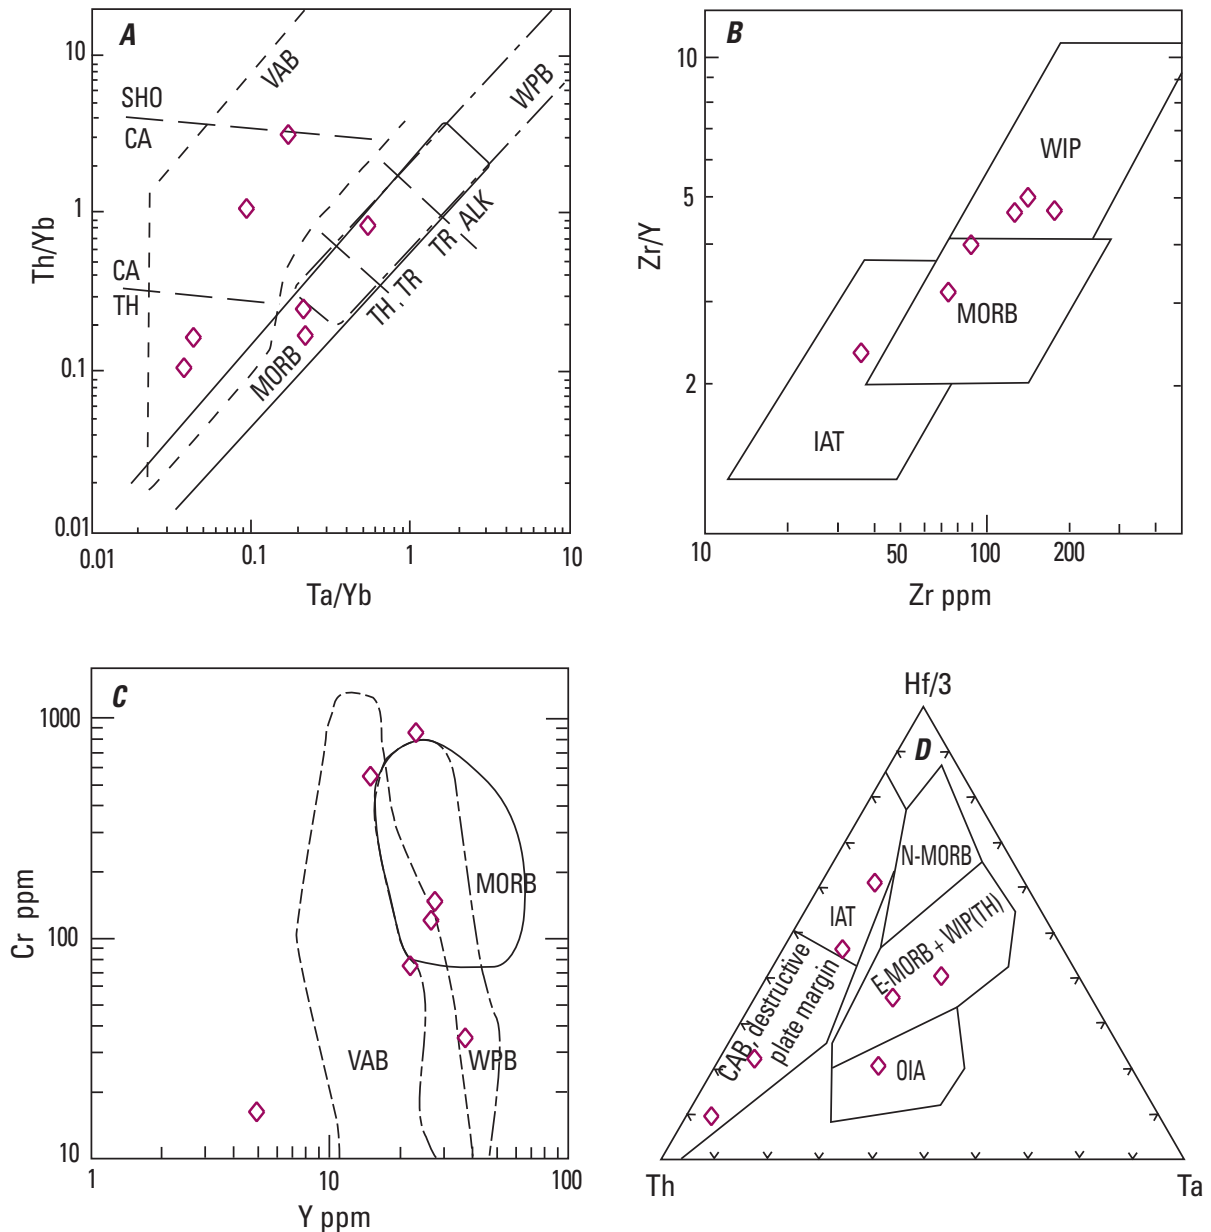 A
10
1
0.1
0.01
Th/Yb
SHO
CA
CA
TH
VAB
WPB
MORB
TH
TR
TR
ALK
0.01
0.1
1
10
Ta/Yb
B
10
5
2
Zr/Y
WIP
MORB
IAT
10
50
100
200
Zr ppm
C
1000
100
10
Cr ppm
MORB
VAB
WPB
1
10
100
Y ppm
Hf/3
D
N-MORB
IAT
E-MORB + WIP(TH)
CAB, destructive
plate margin
OIA
Th
Ta